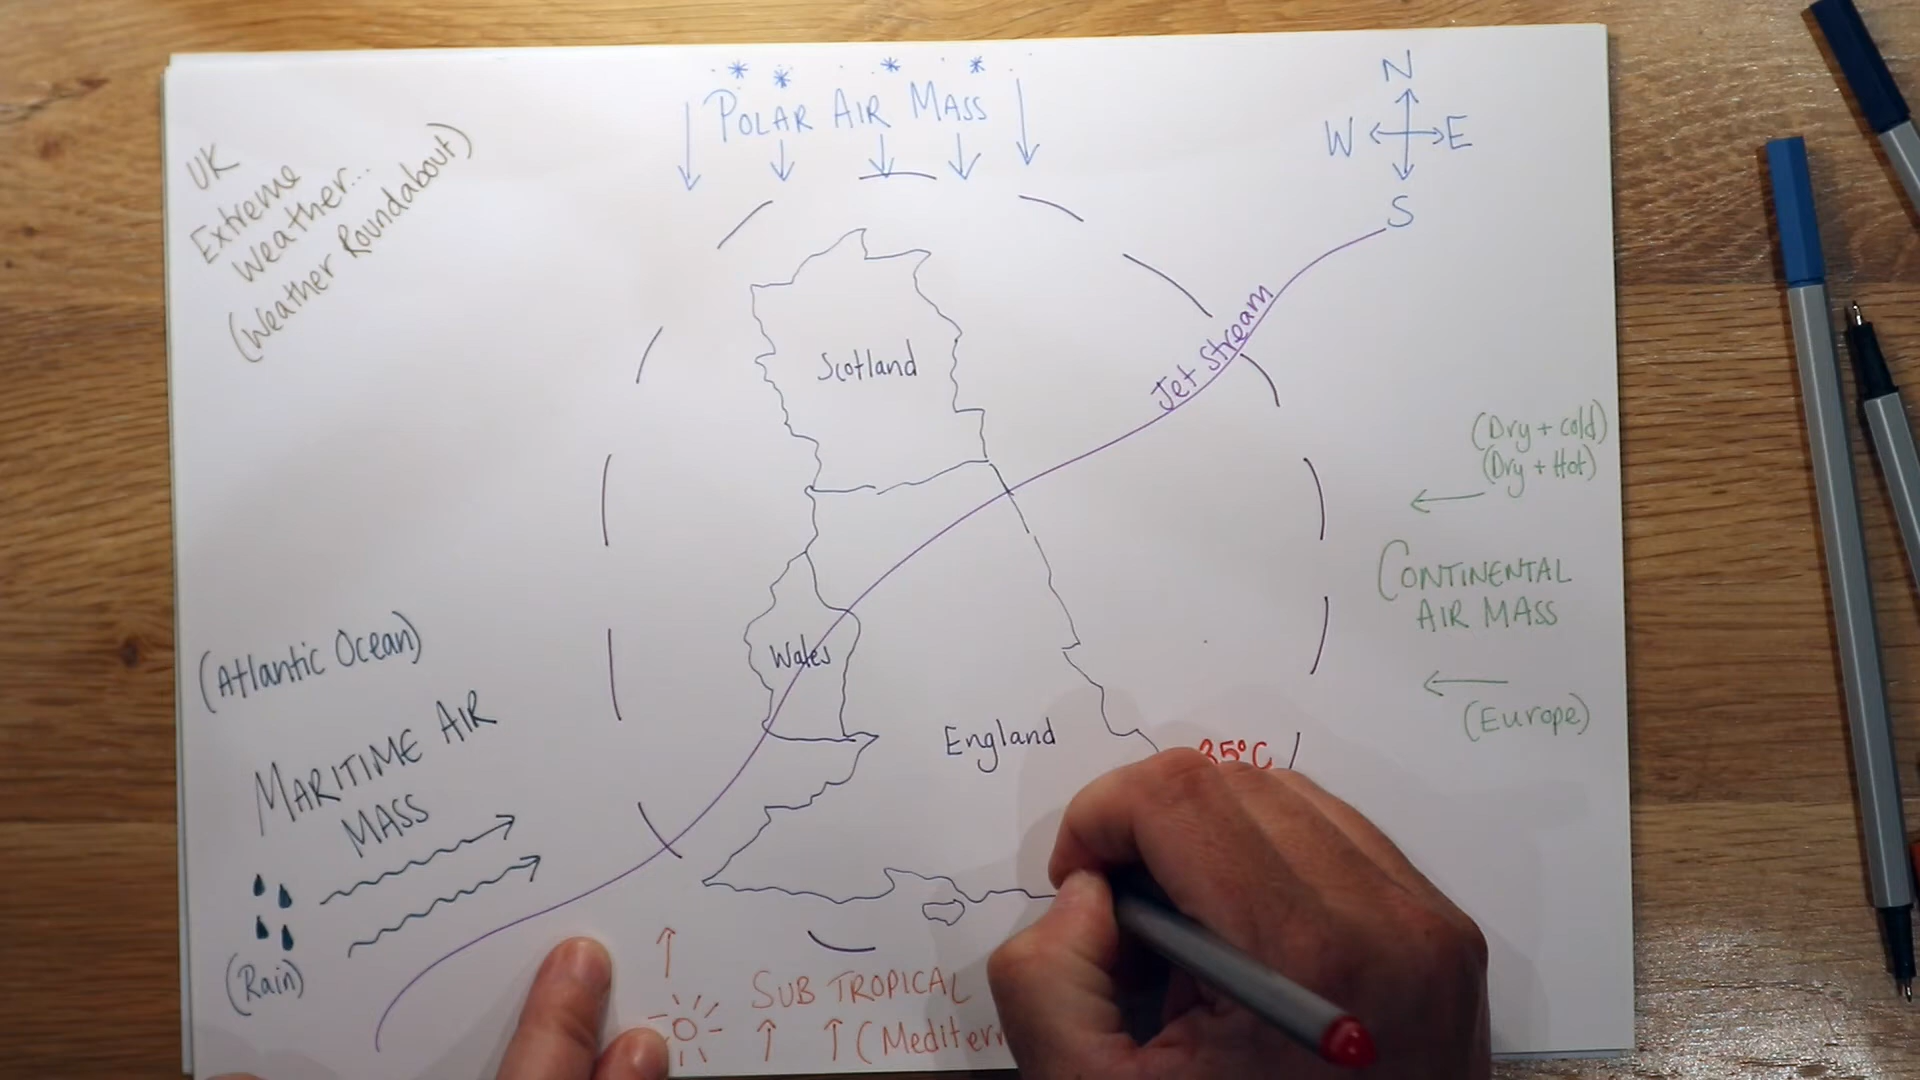 UK
Extreme
Weather...
(Weather Roundabout)
POLAR AIR MASS
N
W
E
S
Jet Stream
Scotland
(Dry + cold)
(Dry + Hot)
CONTINENTAL
AIR MASS
(Europe)
(Atlantic Ocean)
MARITIME AIR
MASS
(Rain)
Wales
England
35°C
SUB TROPICAL